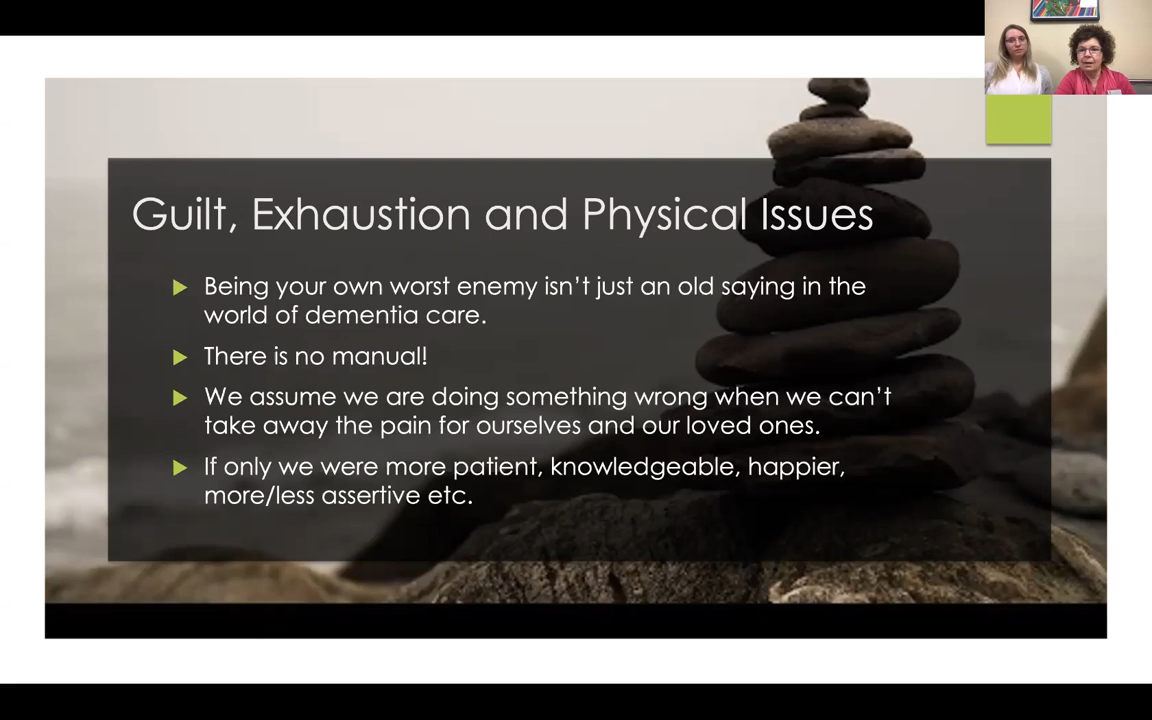 Guilt, Exhaustion and Physical Issues
Being your own worst enemy isn't just an old saying in the
world of dementia care.
There is no manual!
We assume we are doing something wrong when we can't
take away the pain for ourselves and our loved ones.
If only we were more patient, knowledgeable, happier,
more/less assertive etc.